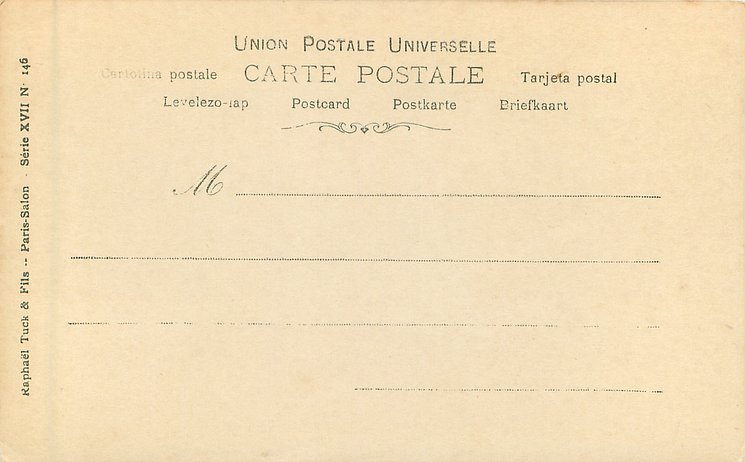 Union Postale Universelle
Cartolina postale CARTE POSTALE Tarjeta postal
Levelezo-lap Postcard Postkarte Briefkaart
M
Raphaël Tuck & Fils -- Paris-Salon - Série XVII N° 146